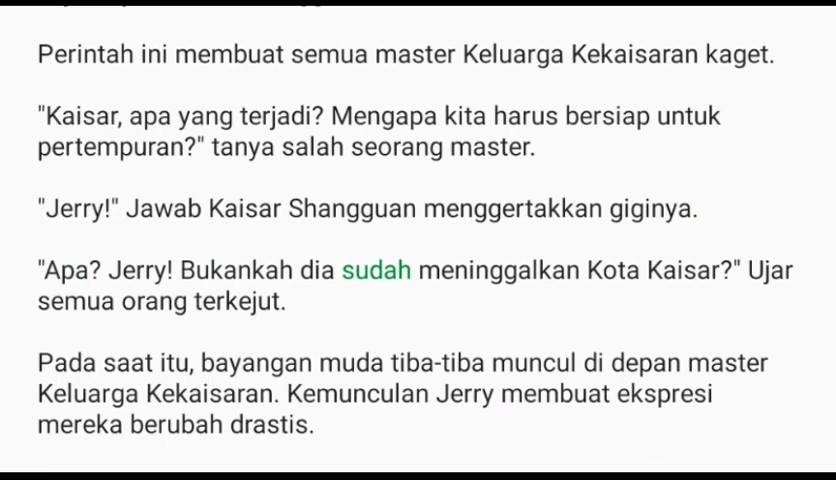 Perintah ini membuat semua master Keluarga Kekaisaran kaget.
"Kaisar, apa yang terjadi? Mengapa kita harus bersiap untuk
pertempuran?" tanya salah seorang master.
"Jerry!" Jawab Kaisar Shangguan menggertakkan giginya.
"Apa? Jerry! Bukankah dia sudah meninggalkan Kota Kaisar?" Ujar
semua orang terkejut.
Pada saat itu, bayangan muda tiba-tiba muncul di depan master
Keluarga Kekaisaran. Kemunculan Jerry membuat ekspresi
mereka berubah drastis.